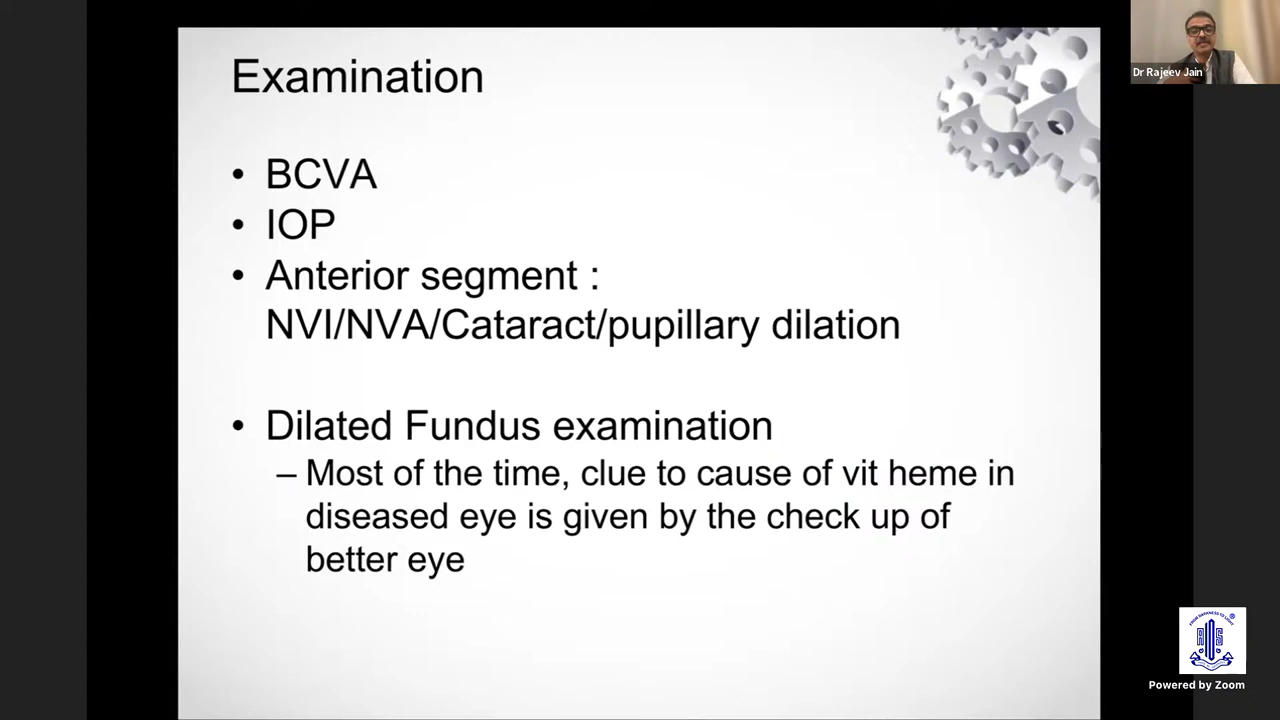 Examination
• BCVA
• IOP
• Anterior segment :
NVI/NVA/Cataract/pupillary dilation
• Dilated Fundus examination
– Most of the time, clue to cause of vit heme in
diseased eye is given by the check up of
better eye
Dr Rajeev Jain
Powered by Zoom